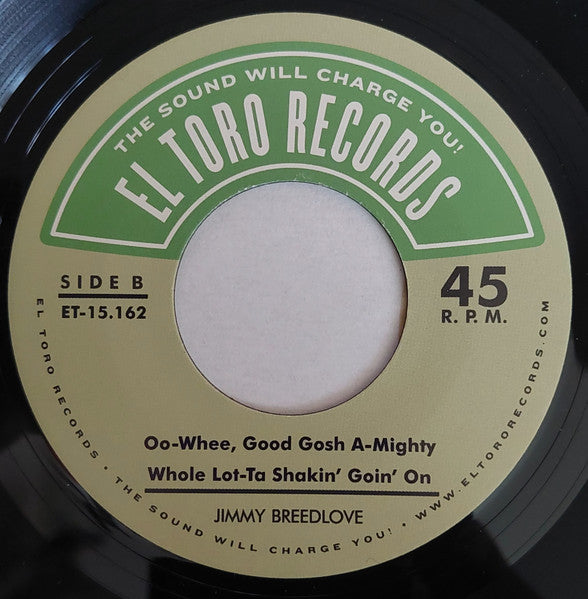 THE SOUND WILL CHARGE YOU!
EL TORO RECORDS
SIDE B
ET-15.162
45
R. P. M.
Oo-Whee, Good Gosh A-Mighty
Whole Lot-Ta Shakin' Goin' On
JIMMY BREEDLOVE
EL TORO RECORDS • THE SOUND WILL CHARGE YOU! • WWW.ELTORORECORDS.COM